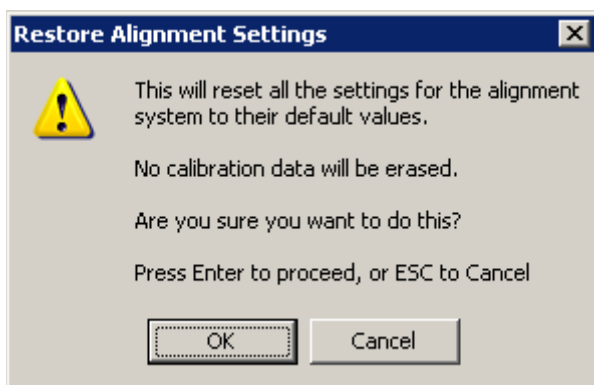 Restore Alignment Settings
This will reset all the settings for the alignment
system to their default values.
No calibration data will be erased.
Are you sure you want to do this?
Press Enter to proceed, or ESC to Cancel
OK
Cancel